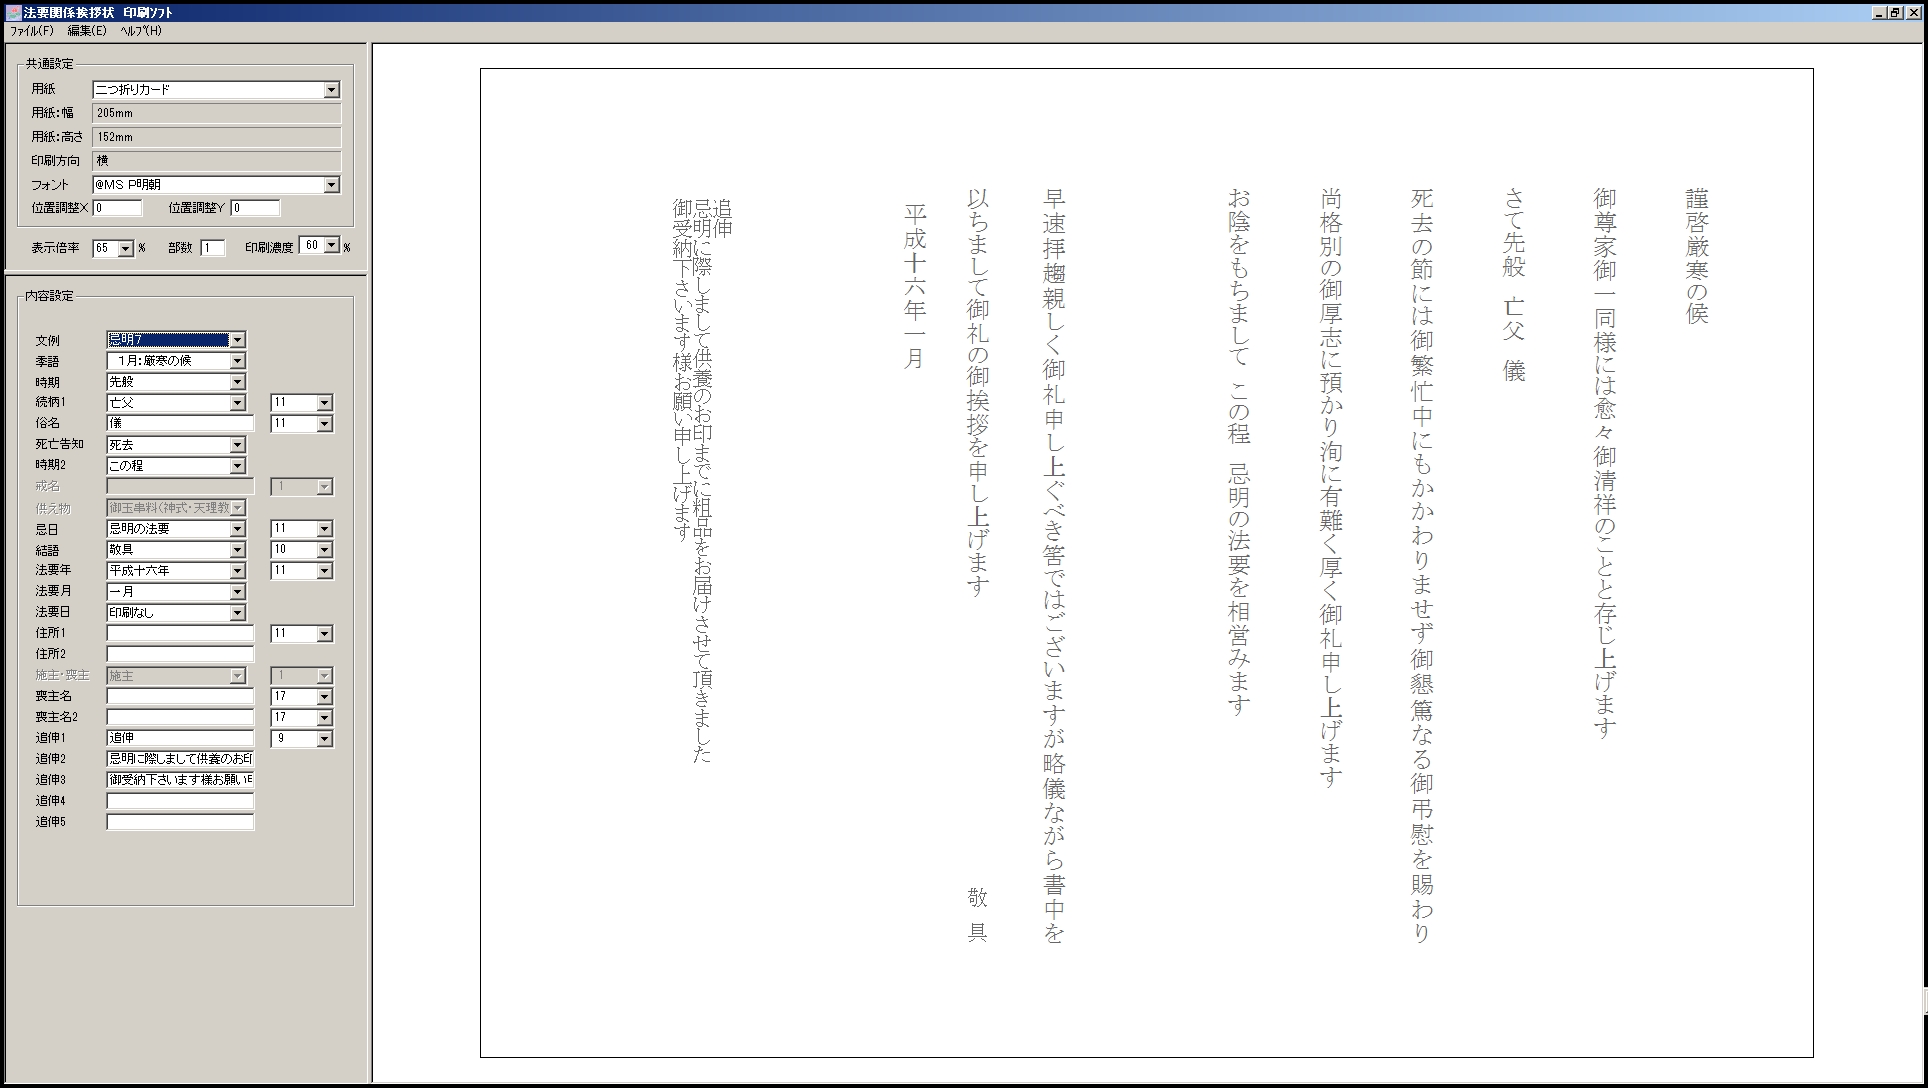 法要関係挨拶状 印刷ソフト
ファイル(F) 編集(E) ヘルプ(H)
共通設定
用紙 二つ折りカード
用紙:幅 205mm
用紙:高さ 152mm
印刷方向 横
フォント @MS P明朝
位置調整X 0 位置調整Y 0
表示倍率 65 % 部数 1 印刷濃度 60 %
内容設定
文例 忌明7
季語 1月:厳寒の候
時期 先般
続柄1 亡父 11
俗名 儀 11
死亡告知 死去
時期2 この程
戒名 1
供え物 御玉串料(神式・天理教
忌日 忌明の法要 11
結語 敬具 10
法要年 平成十六年 11
法要月 一月
法要日 印刷なし
住所1 11
住所2
施主・喪主 施主 1
喪主名 17
喪主名2 17
追伸1 追伸 9
追伸2 忌明に際しまして供養のお印
追伸3 御受納下さいます様お願い申
追伸4
追伸5
謹啓厳寒の候
御尊家御一同様には愈々御清祥のことと存じ上げます
さて先般 亡父 儀
死去の節には御繁忙中にもかかわりませず御懇篤なる御弔慰を賜わり
尚格別の御厚志に預かり洵に有難く厚く御礼申し上げます
お陰をもちまして この程 忌明の法要を相営みます
早速拝趨親しく御礼申し上ぐべき筈ではございますが略儀ながら書中を
以ちまして御礼の御挨拶を申し上げます 敬具
平成十六年一月
追伸
忌明に際しまして供養のお印までに粗品をお届けさせて頂きました
御受納下さいます様お願い申し上げます